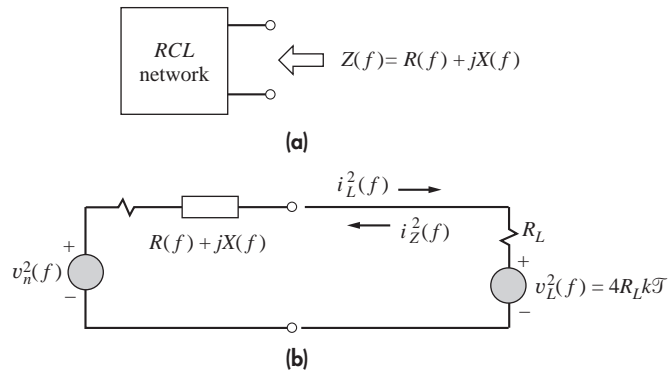 RCL
network
Z(f) = R(f) + jX(f)
(a)
i_L^2(f)
i_Z^2(f)
R(f) + jX(f)
R_L
+
+
v_n^2(f)
v_L^2(f) = 4R_Lk𝒯
−
−
(b)